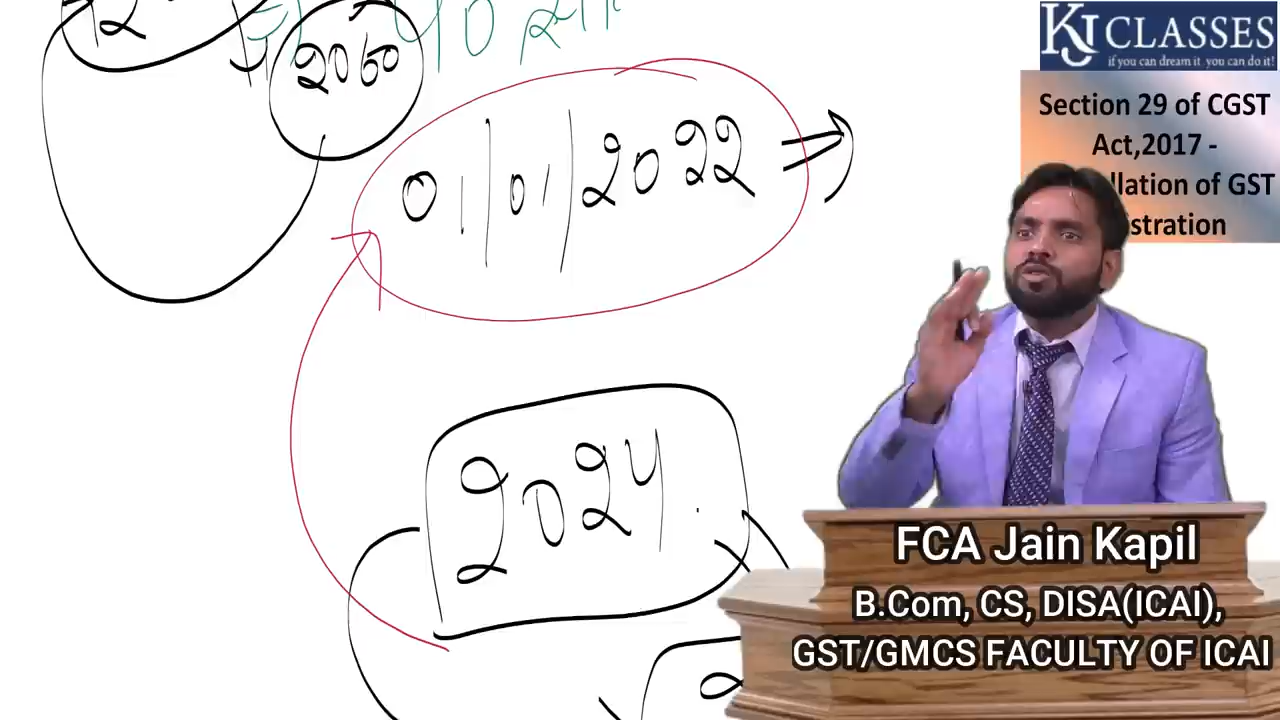 2060
01/01/2022 ⇒
2024
KJ CLASSES
if you can dream it you can do it!
Section 29 of CGST
Act,2017 -
llation of GST
istration
FCA Jain Kapil
B.Com, CS, DISA(ICAI),
GST/GMCS FACULTY OF ICAI